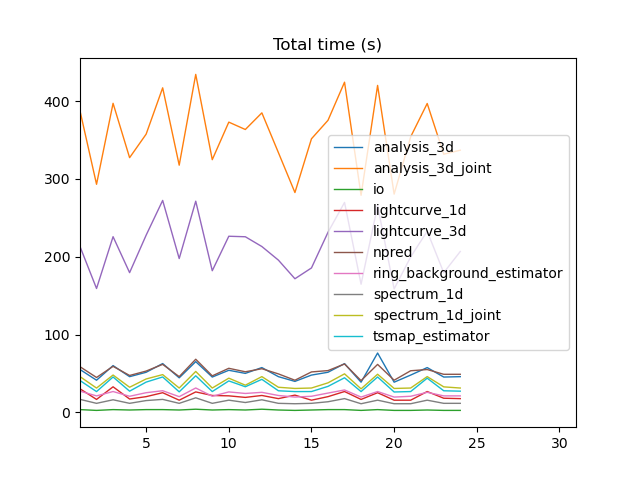 Total time (s)
400
300
200
100
0
analysis_3d
analysis_3d_joint
io
lightcurve_1d
lightcurve_3d
npred
ring_background_estimator
spectrum_1d
spectrum_1d_joint
tsmap_estimator
5 10 15 20 25 30